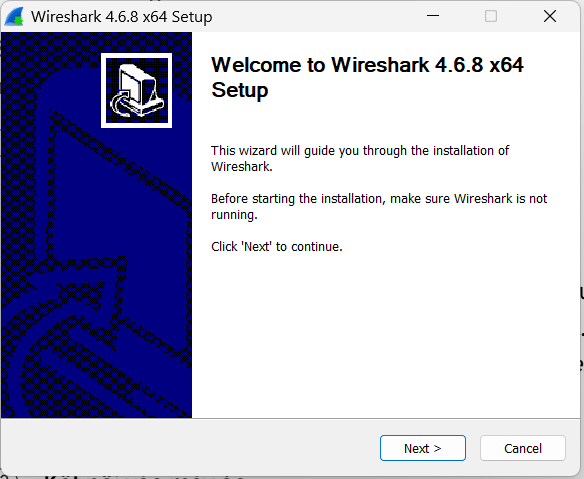 Wireshark 4.6.8 x64 Setup
Welcome to Wireshark 4.6.8 x64
Setup
This wizard will guide you through the installation of
Wireshark.
Before starting the installation, make sure Wireshark is not
running.
Click 'Next' to continue.
Next >
Cancel